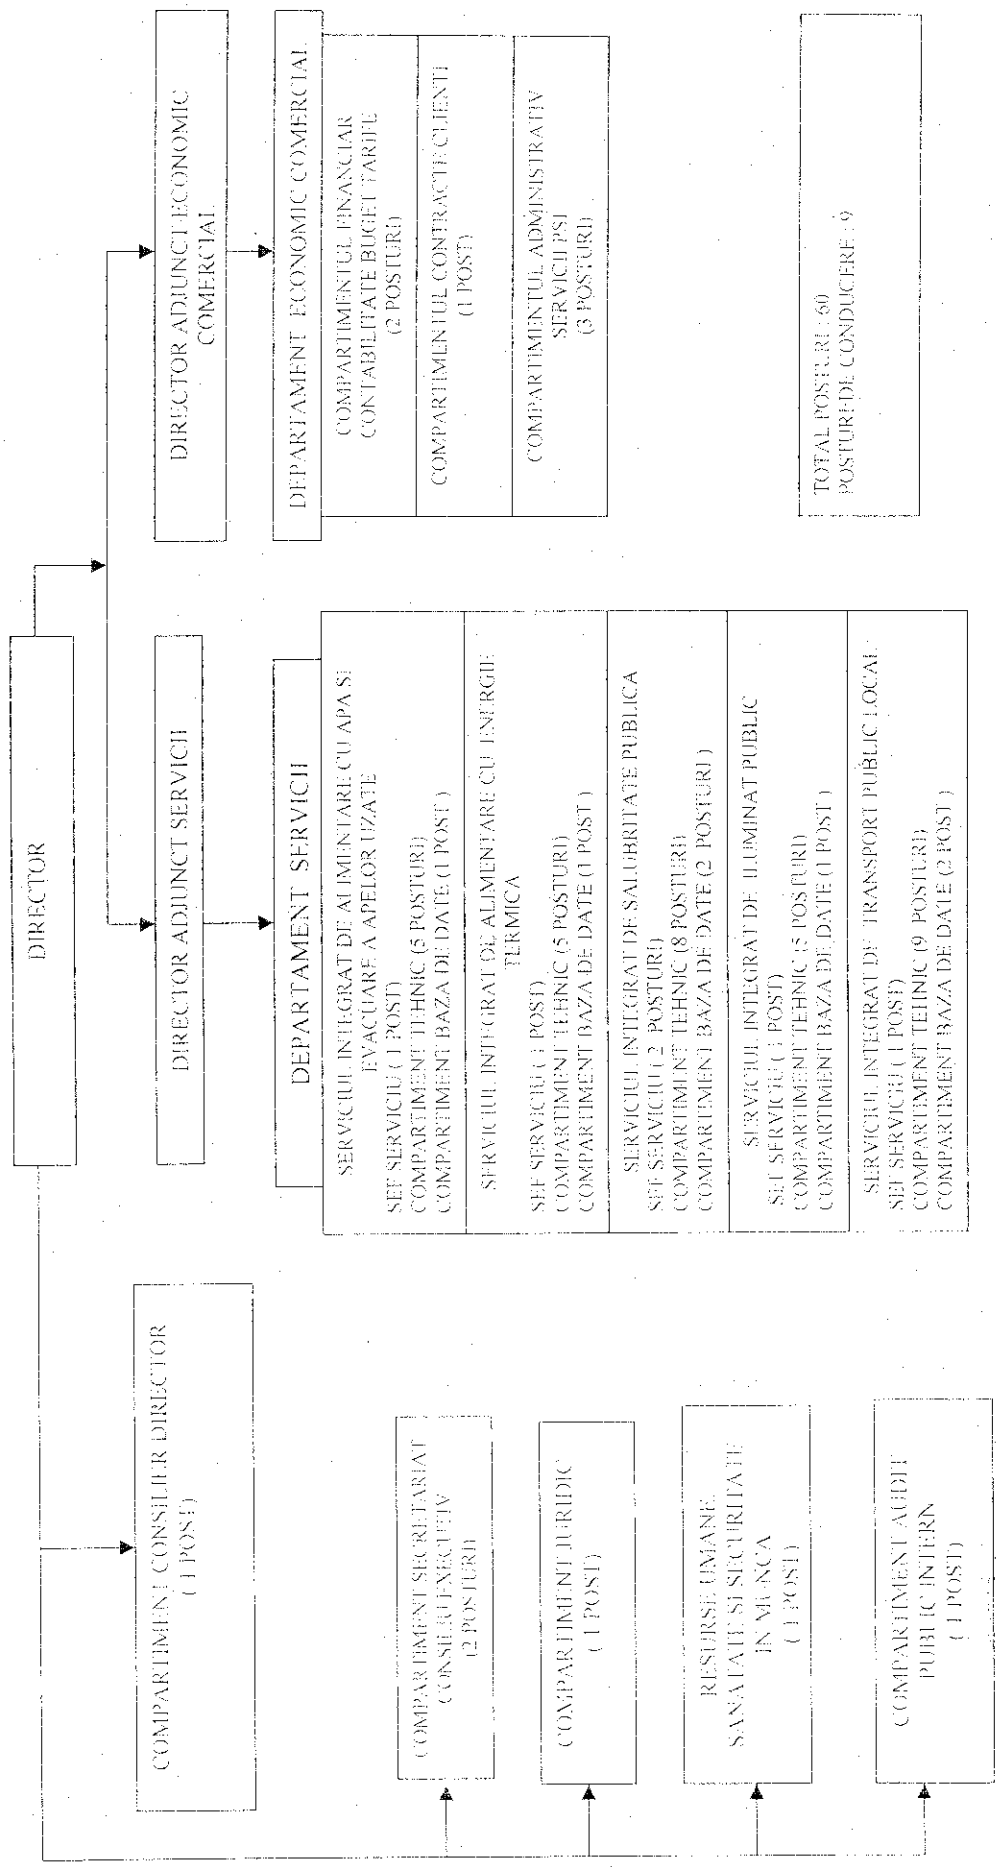 DIRECTOR
DIRECTOR ADJUNCT SERVICII
DIRECTOR ADJUNCT ECONOMIC
COMERCIAL
COMPARTIMENT CONSILIER DIRECTOR
( 1 POST)
DEPARTAMENT SERVICII
SERVICIUL INTEGRAT DE ALIMENTARE CU APA SI
EVACUARE A APELOR UZATE
SEF SERVICIU ( 1 POST)
COMPARTIMENT TEHNIC (5 POSTURI)
COMPARTIMENT BAZA DE DATE (1 POST )
SERVICIUL INTEGRAT DE ALIMENTARE CU ENERGIE
TERMICA
SEF SERVICIU ( 1 POST)
COMPARTIMENT TEHNIC (5 POSTURI)
COMPARTIMENT BAZA DE DATE (1 POST )
SERVICIUL INTEGRAT DE SALUBRITATE PUBLICA
SEF SERVICIU ( 2 POSTURI)
COMPARTIMENT TEHNIC (8 POSTURI)
COMPARTIMENT BAZA DE DATE (2 POSTURI )
SERVICIUL INTEGRAT DE ILUMINAT PUBLIC
SEF SERVICIU ( 1 POST)
COMPARTIMENT TEHNIC (5 POSTURI)
COMPARTIMENT BAZA DE DATE (1 POST )
SERVICIUL INTEGRAT DE TRANSPORT PUBLIC LOCAL
SEF SERVICIU ( 1 POST)
COMPARTIMENT TEHNIC (9 POSTURI)
COMPARTIMENT BAZA DE DATE (2 POST )
DEPARTAMENT ECONOMIC COMERCIAL
COMPARTIMENTUL FINANCIAR
CONTABILITATE BUGET TARIFE
(2 POSTURI)
COMPARTIMENTUL CONTRACTE CLIENTI
(1 POST)
COMPARTIMENTUL ADMINISTRATIV
SERVICII PSI
(3 POSTURI)
COMPARTIMENT SECRETARIAT
CONSILIU EXECUTIV
(2 POSTURI)
COMPARTIMENT JURIDIC
( 1 POST)
RESURSE UMANE,
SANATATE SI SECURITATE
IN MUNCA
( 1 POST)
COMPARTIMENT AUDIT
PUBLIC INTERN
( 1 POST)
TOTAL POSTURI : 60
POSTURI DE CONDUCERE : 9